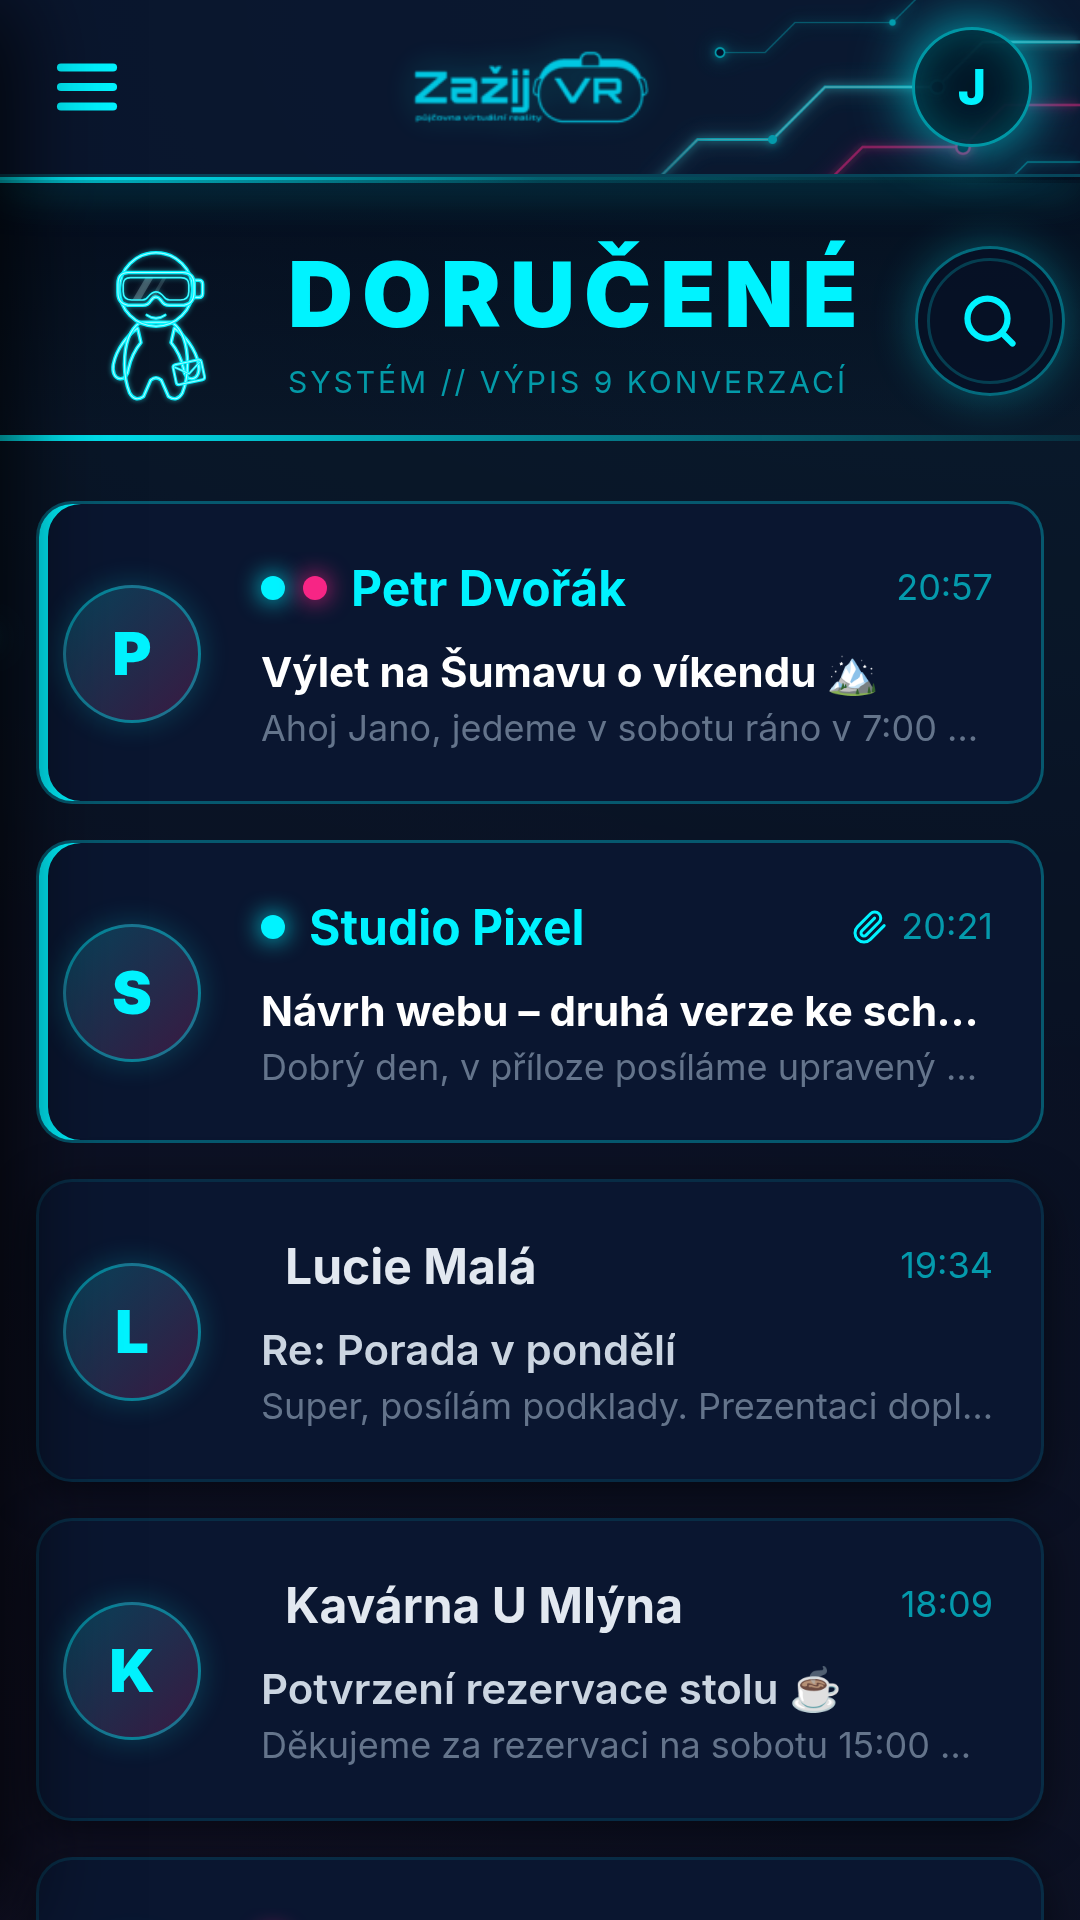 Zažij VR
půjčovna virtuální reality
J
DORUČENÉ
SYSTÉM // VÝPIS 9 KONVERZACÍ
P
Petr Dvořák
20:57
Výlet na Šumavu o víkendu 🏔️
Ahoj Jano, jedeme v sobotu ráno v 7:00 ...
S
Studio Pixel
20:21
Návrh webu – druhá verze ke sch...
Dobrý den, v příloze posíláme upravený ...
L
Lucie Malá
19:34
Re: Porada v pondělí
Super, posílám podklady. Prezentaci dopl...
K
Kavárna U Mlýna
18:09
Potvrzení rezervace stolu ☕
Děkujeme za rezervaci na sobotu 15:00 ...